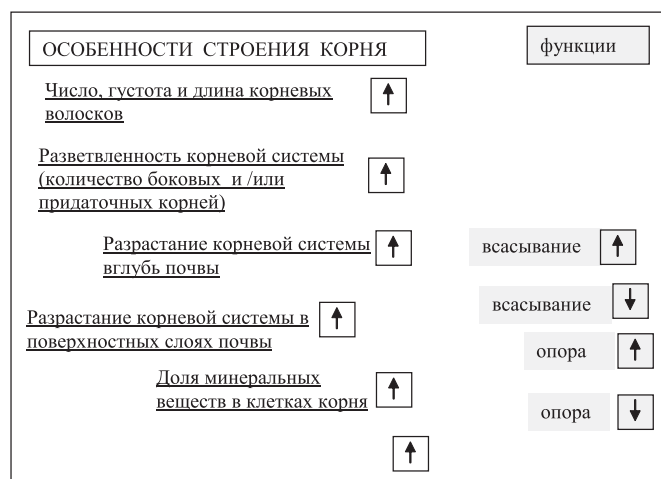 ОСОБЕННОСТИ СТРОЕНИЯ КОРНЯ
функции
Число, густота и длина корневых
волосков
Разветвленность корневой системы
(количество боковых и /или
придаточных корней)
Разрастание корневой системы
вглубь почвы
всасывание
всасывание
Разрастание корневой системы в
поверхностных слоях почвы
опора
Доля минеральных
веществ в клетках корня
опора